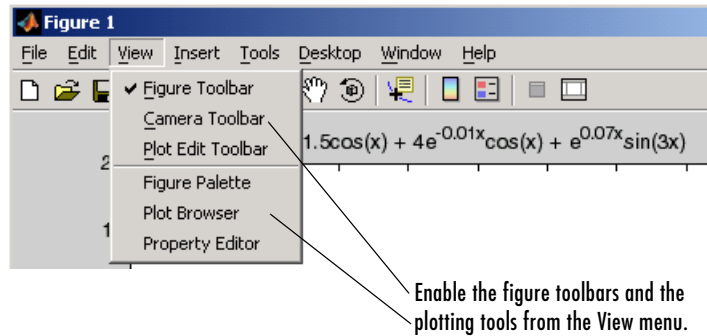 Figure 1
File Edit View Insert Tools Desktop Window Help
Figure Toolbar
Camera Toolbar
Plot Edit Toolbar
Figure Palette
Plot Browser
Property Editor
1.5cos(x) + 4e^-0.01x cos(x) + e^0.07x sin(3x)
2
1
Enable the figure toolbars and the
plotting tools from the View menu.